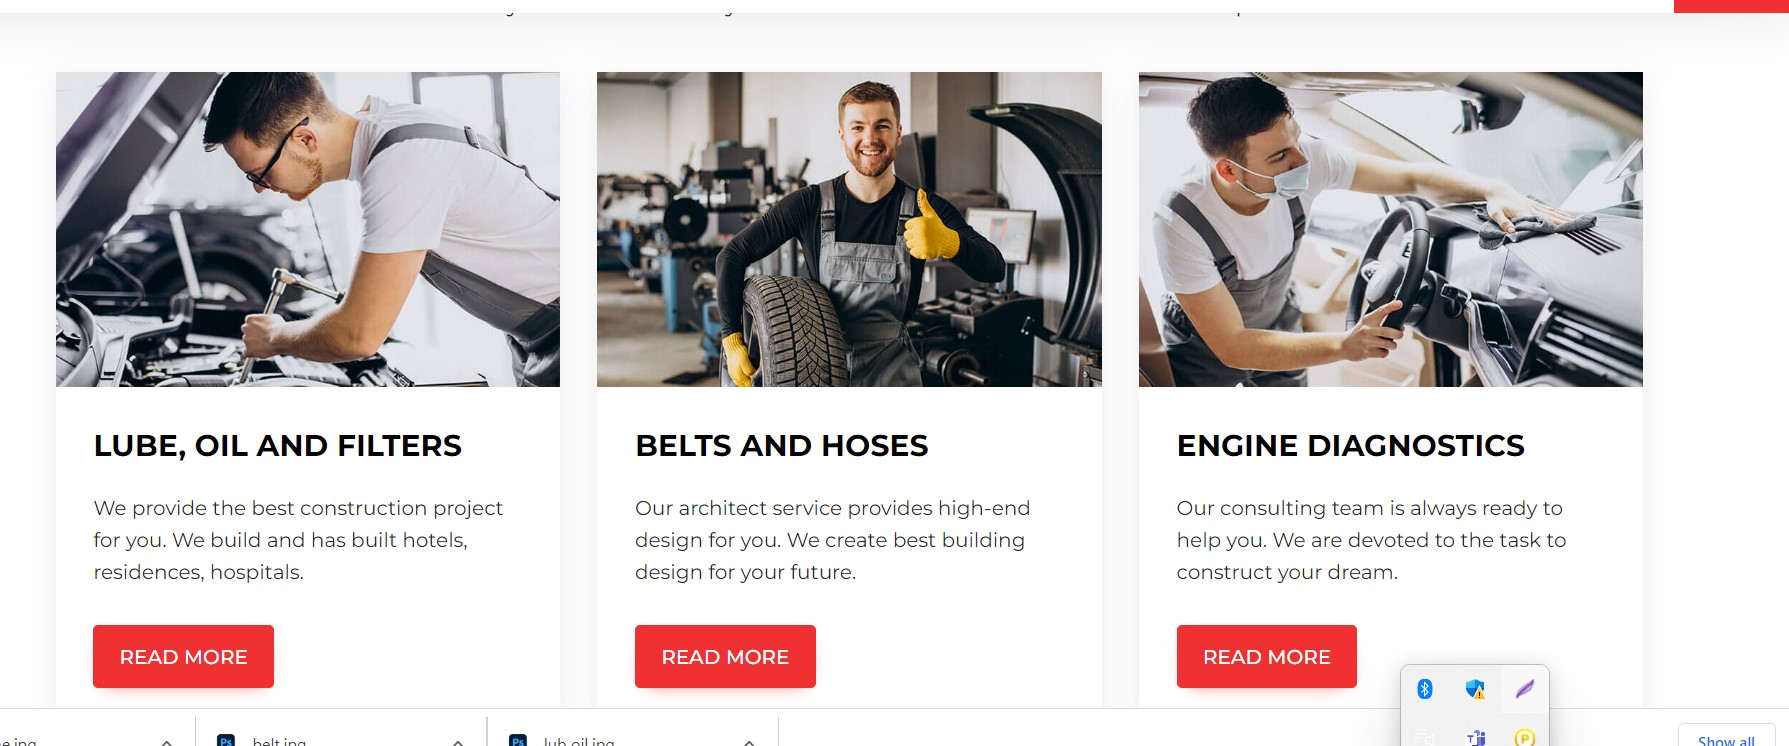 LUBE, OIL AND FILTERS
BELTS AND HOSES
ENGINE DIAGNOSTICS
We provide the best construction project
for you. We build and has built hotels,
residences, hospitals.
Our architect service provides high-end
design for you. We create best building
design for your future.
Our consulting team is always ready to
help you. We are devoted to the task to
construct your dream.
READ MORE
READ MORE
READ MORE
Ps
belt.jpg
Ps
lub oil.jpg
Show all